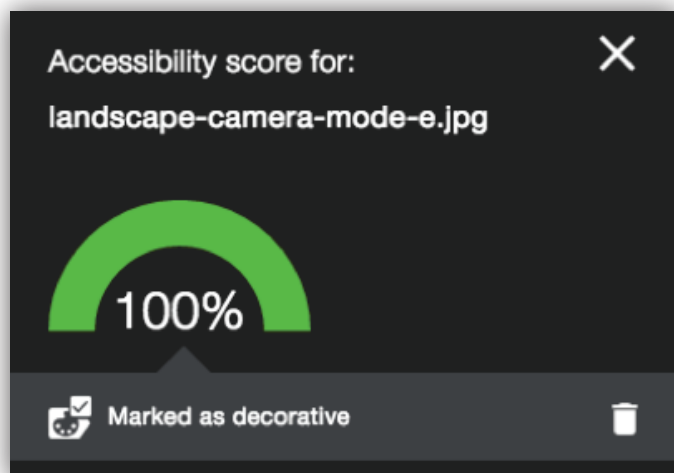 Accessibility score for:
landscape-camera-mode-e.jpg
100%
Marked as decorative